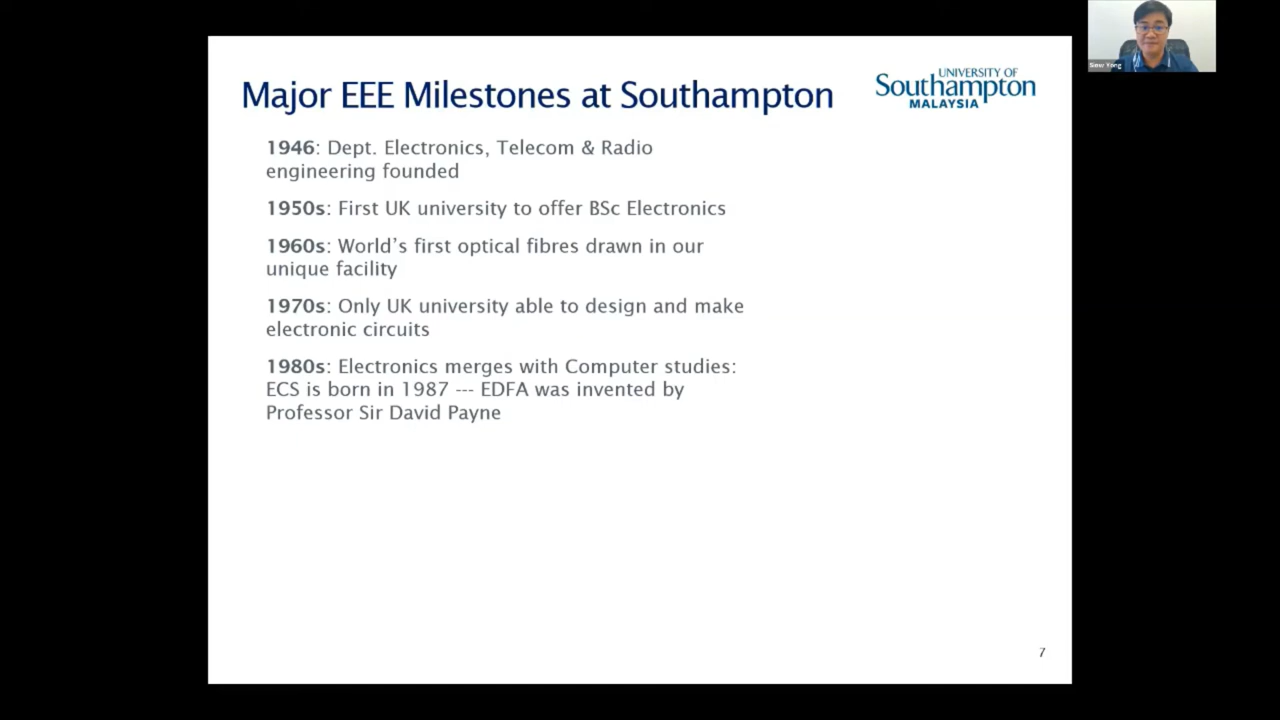 Major EEE Milestones at Southampton
UNIVERSITY OF
Southampton
MALAYSIA
Siew Yong
1946: Dept. Electronics, Telecom & Radio
engineering founded
1950s: First UK university to offer BSc Electronics
1960s: World’s first optical fibres drawn in our
unique facility
1970s: Only UK university able to design and make
electronic circuits
1980s: Electronics merges with Computer studies:
ECS is born in 1987 --- EDFA was invented by
Professor Sir David Payne
7